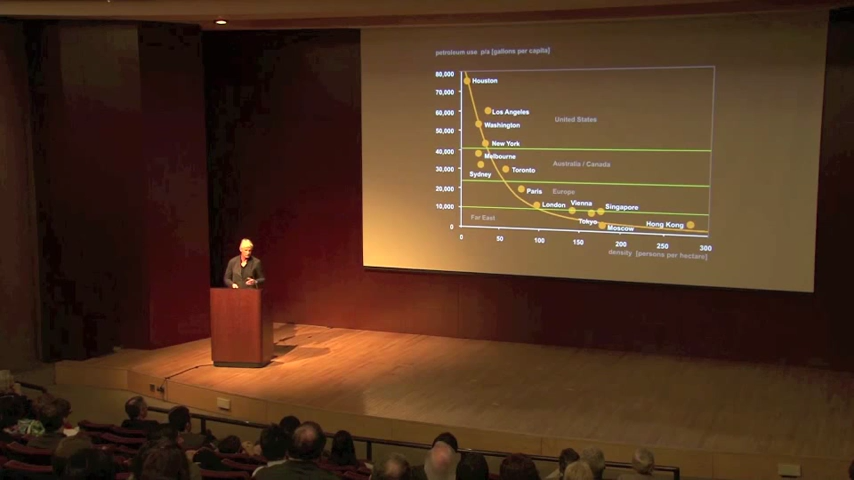 petroleum use p/a [gallons per capita]
80,000
Houston
70,000
60,000
Los Angeles
United States
50,000
Washington
New York
40,000
Melbourne
Australia / Canada
30,000
Sydney
Toronto
20,000
Paris
Europe
10,000
London
Vienna
Singapore
Far East
Tokyo
Moscow
Hong Kong
0
0
50
100
150
200
250
300
density [persons per hectare]